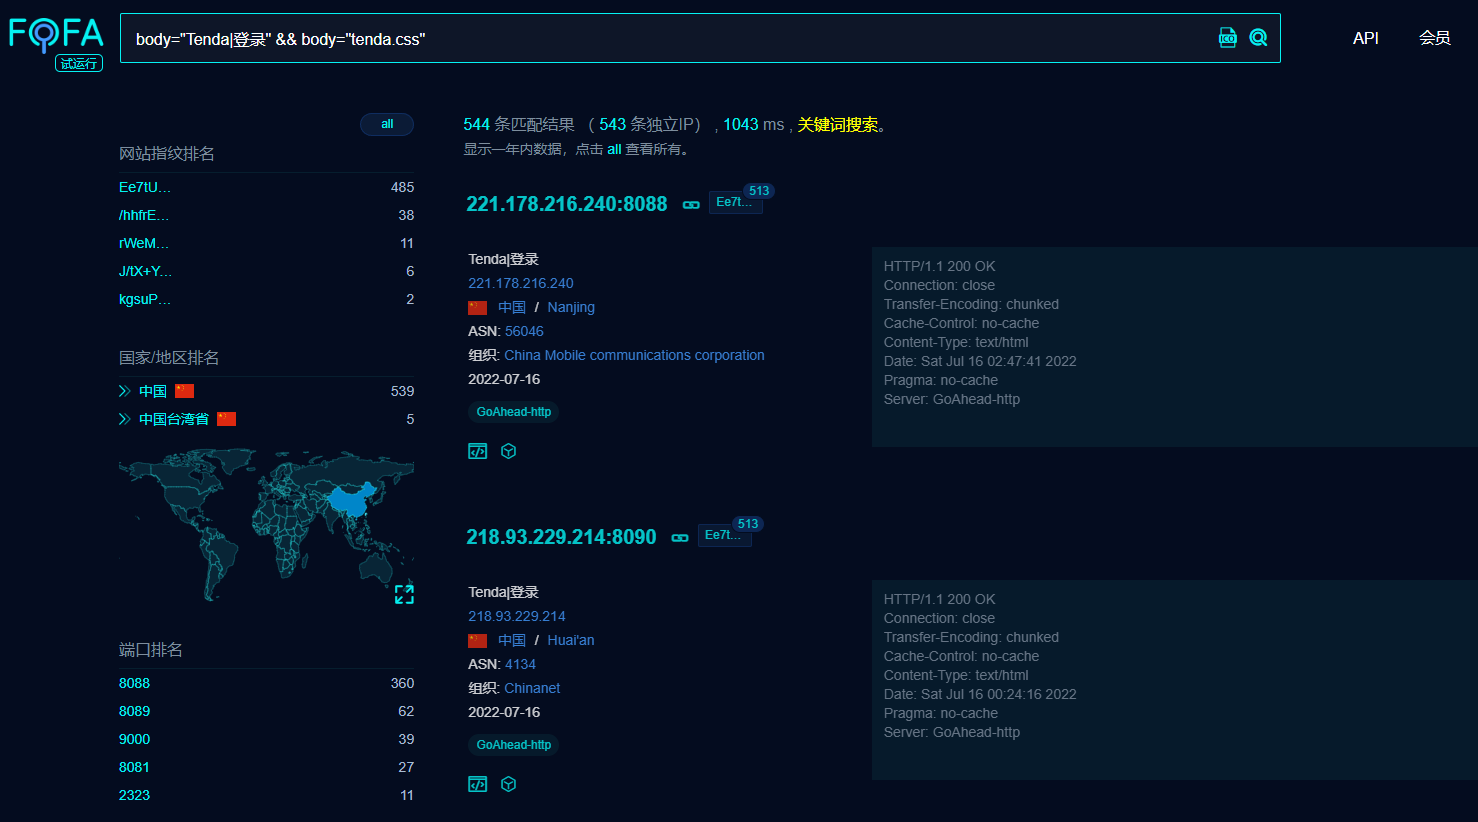 FOFA
试运行
body="Tenda|登录" && body="tenda.css"
ICO
API
会员
all
网站指纹排名
Ee7tU... 485
/hhfrE... 38
rWeM... 11
J/tX+Y... 6
kgsuP... 2
国家/地区排名
中国 539
中国台湾省 5
端口排名
8088 360
8089 62
9000 39
8081 27
2323 11
544 条匹配结果 ( 543 条独立IP) , 1043 ms , 关键词搜索。
显示一年内数据，点击 all 查看所有。
221.178.216.240:8088 Ee7t... 513
Tenda|登录
221.178.216.240
中国 / Nanjing
ASN: 56046
组织: China Mobile communications corporation
2022-07-16
GoAhead-http
HTTP/1.1 200 OK
Connection: close
Transfer-Encoding: chunked
Cache-Control: no-cache
Content-Type: text/html
Date: Sat Jul 16 02:47:41 2022
Pragma: no-cache
Server: GoAhead-http
218.93.229.214:8090 Ee7t... 513
Tenda|登录
218.93.229.214
中国 / Huai'an
ASN: 4134
组织: Chinanet
2022-07-16
GoAhead-http
HTTP/1.1 200 OK
Connection: close
Transfer-Encoding: chunked
Cache-Control: no-cache
Content-Type: text/html
Date: Sat Jul 16 00:24:16 2022
Pragma: no-cache
Server: GoAhead-http